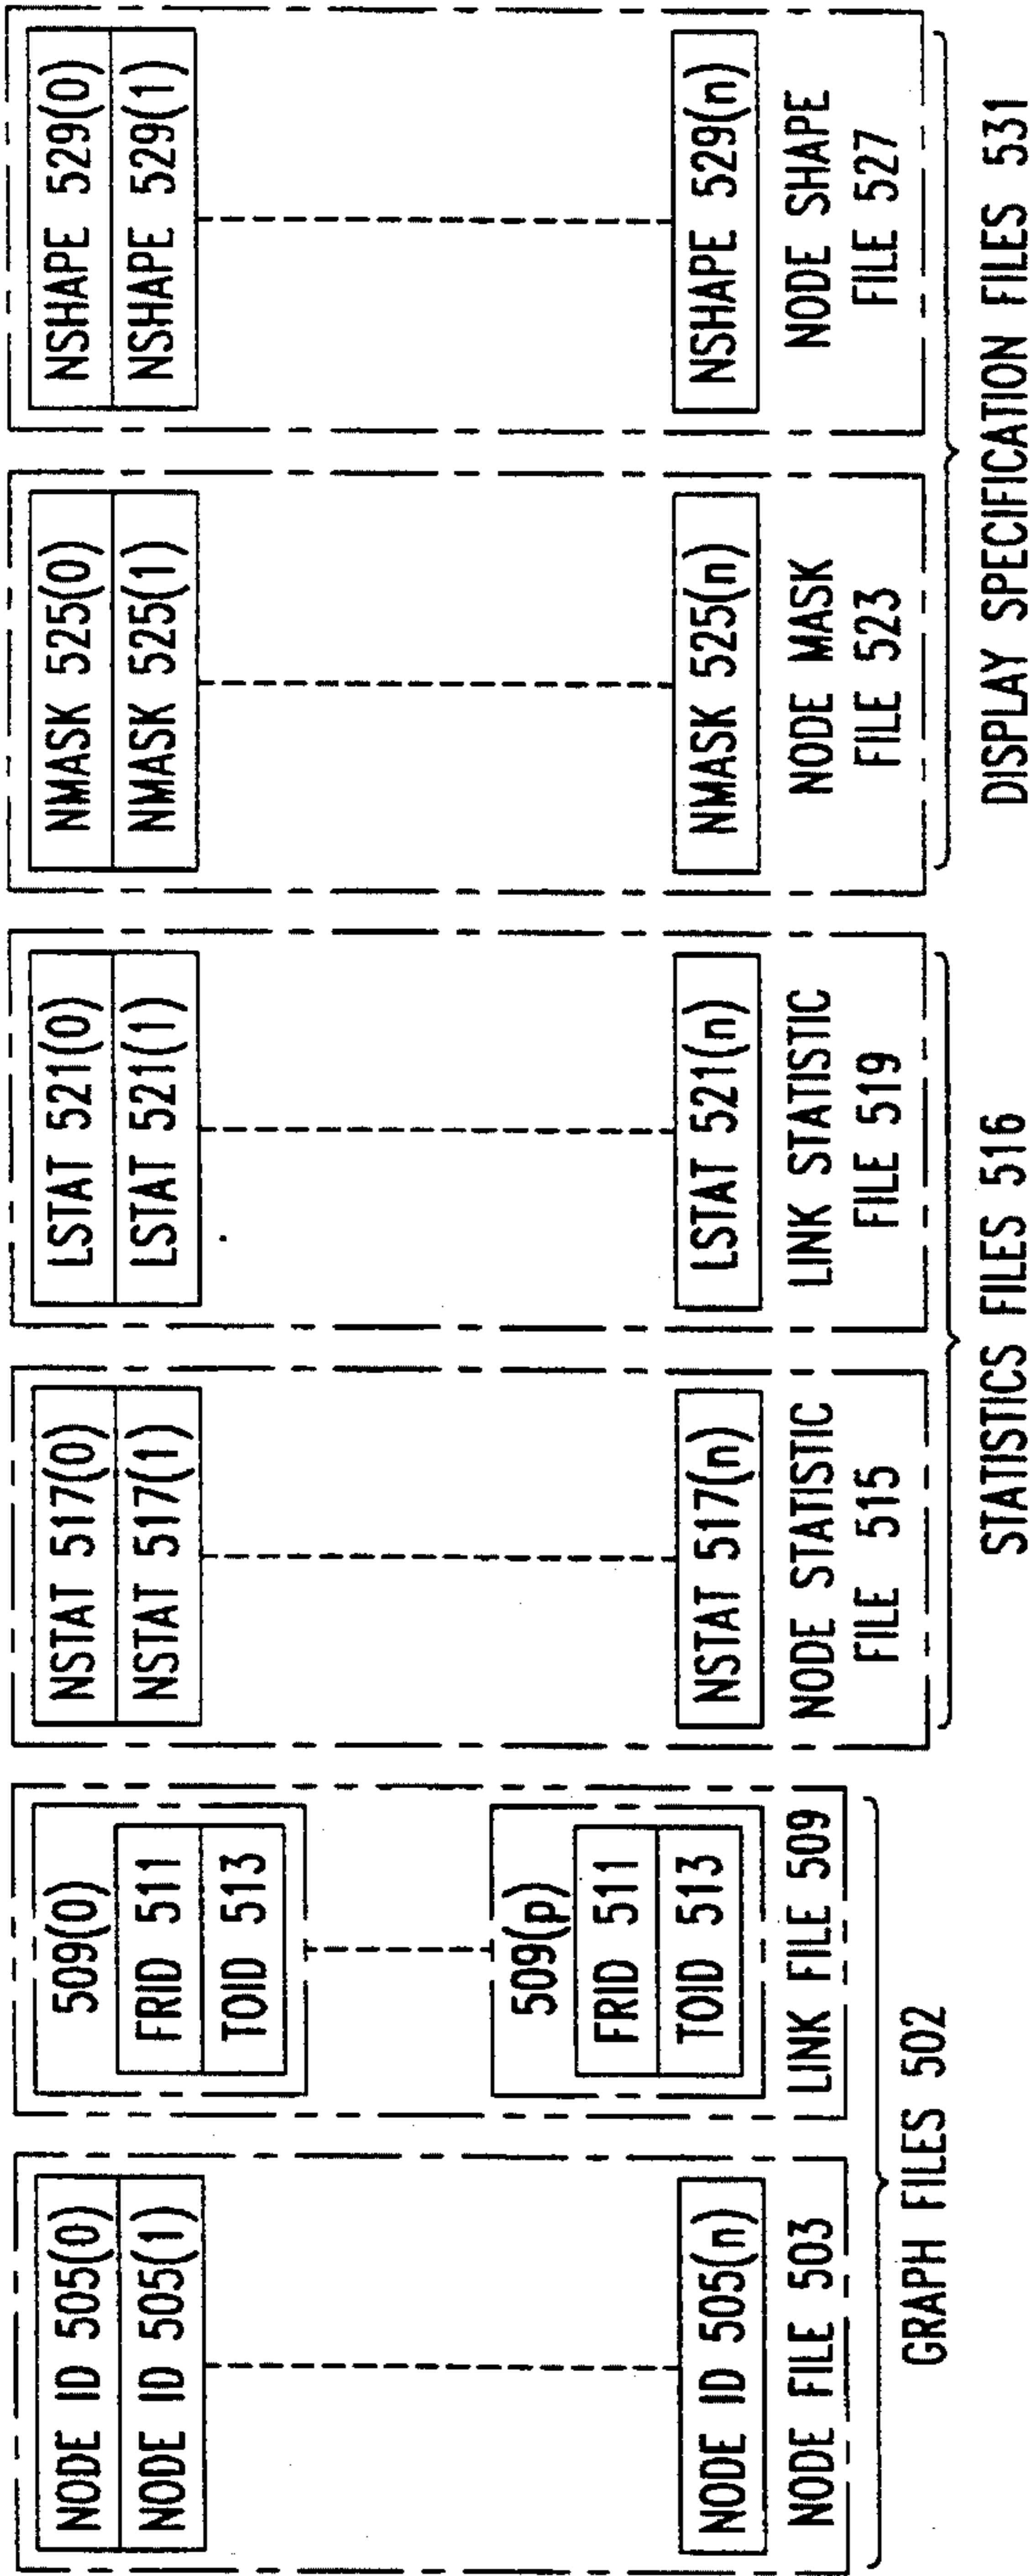 NODE ID 505(0)
NODE ID 505(1)
NODE ID 505(n)
NODE FILE 503
509(0)
FRID 511
TOID 513
509(p)
FRID 511
TOID 513
LINK FILE 509
GRAPH FILES 502
NSTAT 517(0)
NSTAT 517(1)
NSTAT 517(n)
NODE STATISTIC
FILE 515
LSTAT 521(0)
LSTAT 521(1)
LSTAT 521(n)
LINK STATISTIC
FILE 519
STATISTICS FILES 516
NMASK 525(0)
NMASK 525(1)
NMASK 525(n)
NODE MASK
FILE 523
NSHAPE 529(0)
NSHAPE 529(1)
NSHAPE 529(n)
NODE SHAPE
FILE 527
DISPLAY SPECIFICATION FILES 531